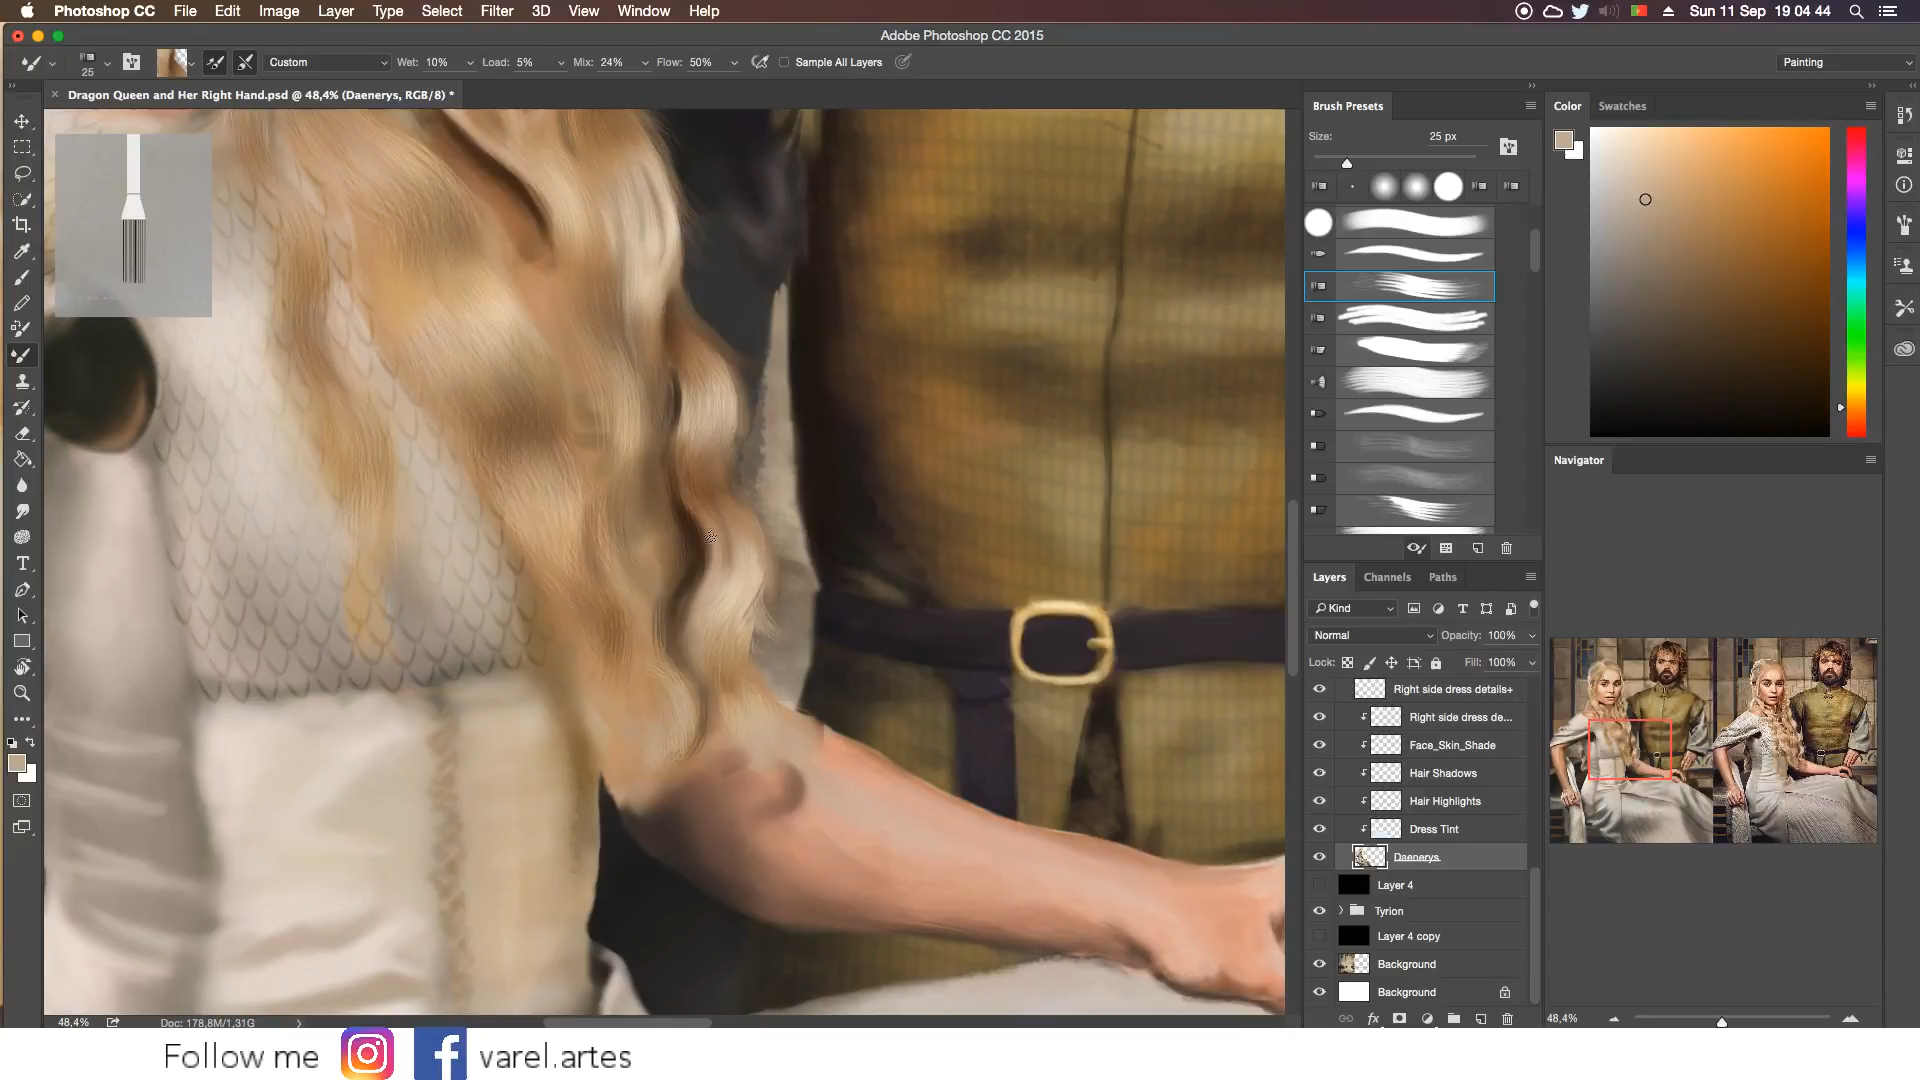 Photoshop CC File Edit Image Layer Type Select Filter 3D View Window Help Sun 11 Sep 19 04 44
Adobe Photoshop CC 2015
25 Custom Wet: 10% Load: 5% Mix: 24% Flow: 50% Sample All Layers Painting
Dragon Queen and Her Right Hand.psd @ 48,4% (Daenerys, RGB/8) *
Brush Presets
Size: 25 px
Color Swatches
Navigator
Layers Channels Paths
Kind
Normal Opacity: 100%
Lock: Fill: 100%
Right side dress details+
Right side dress de...
Face_Skin_Shade
Hair Shadows
Hair Highlights
Dress Tint
Daenerys
Layer 4
Tyrion
Layer 4 copy
Background
Background
fx
48,4%
48,4% Doc: 178,8M/1,31G
Follow me varel.artes